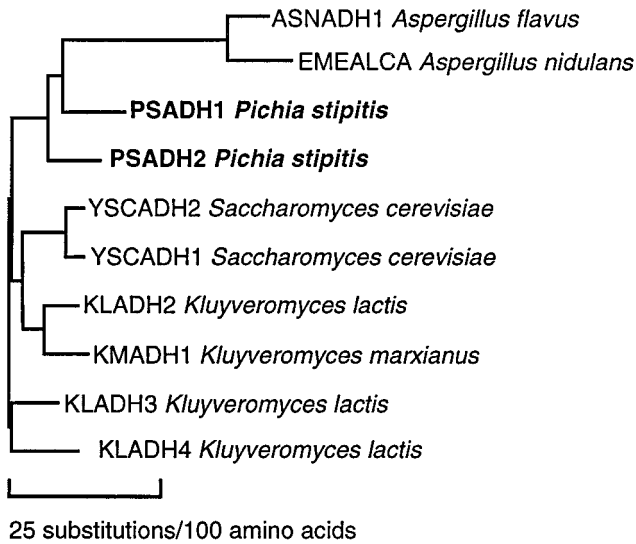 ASNADH1 Aspergillus flavus
EMEALCA Aspergillus nidulans
PSADH1 Pichia stipitis
PSADH2 Pichia stipitis
YSCADH2 Saccharomyces cerevisiae
YSCADH1 Saccharomyces cerevisiae
KLADH2 Kluyveromyces lactis
KMADH1 Kluyveromyces marxianus
KLADH3 Kluyveromyces lactis
KLADH4 Kluyveromyces lactis
25 substitutions/100 amino acids